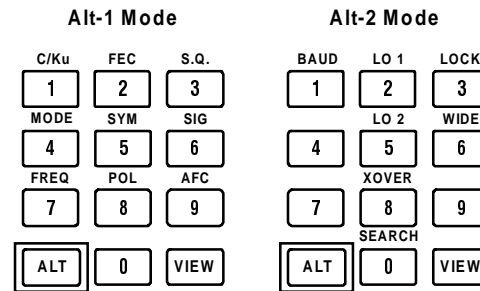 Alt-1 Mode Alt-2 Mode
C/Ku FEC S.Q. BAUD LO 1 LOCK
1 2 3 1 2 3
MODE SYM SIG LO 2 WIDE
4 5 6 4 5 6
FREQ POL AFC XOVER
7 8 9 7 8 9
SEARCH
ALT 0 VIEW ALT 0 VIEW